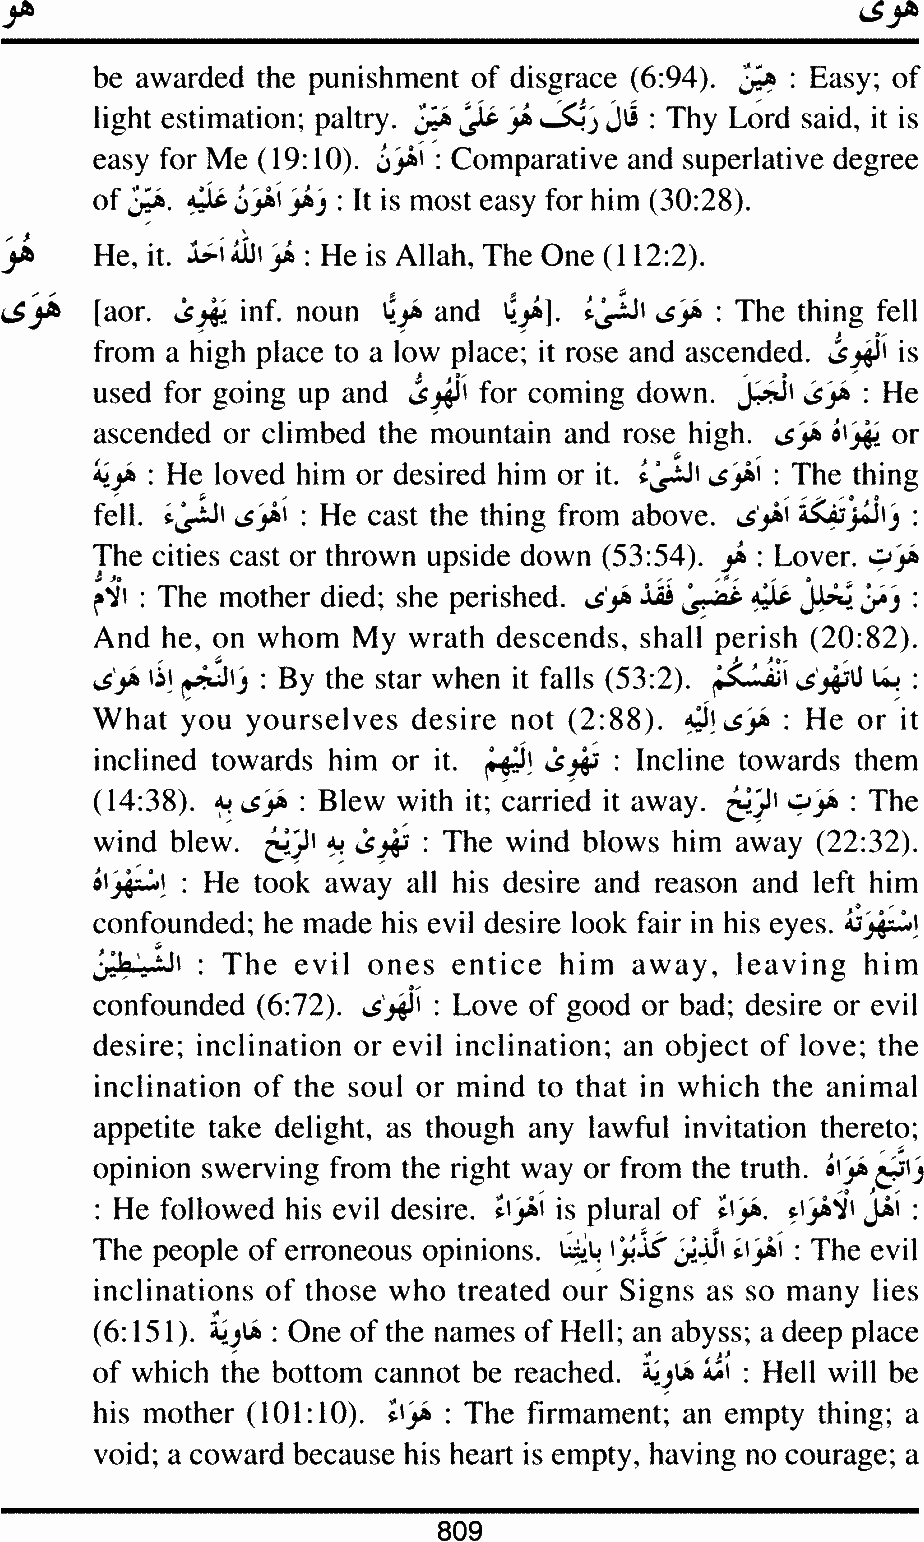 هو هوى
be awarded the punishment of disgrace (6:94). هَيِّنٌ : Easy; of
light estimation; paltry. قَالَ رَبُّکَ هُوَ عَلَیَّ هَيِّنٌ : Thy Lord said, it is
easy for Me (19:10). اَهْوَنُ : Comparative and superlative degree
of هَيِّنٌ. وَهُوَ اَهْوَنُ عَلَيْهِ : It is most easy for him (30:28).
هُوَ He, it. هُوَ اللّٰهُ اَحَدٌ : He is Allah, The One (112:2).
هَوَى [aor. يَهْوِىْ inf. noun هَوِيًّا and هُوِيًّا]. هَوَى الشَّىْءُ : The thing fell
from a high place to a low place; it rose and ascended. اَلْهَوِىُّ is
used for going up and اَلْهُوِىُّ for coming down. هَوَى الْجَبَلَ : He
ascended or climbed the mountain and rose high. هَوَى يَهْوَاهُ or
هَوِيَهُ : He loved him or desired him or it. اَهْوَى الشَّىْءُ : The thing
fell. اَهْوَى الشَّىْءَ : He cast the thing from above. وَالْمُؤْتَفِكَةَ اَهْوٰى :
The cities cast or thrown upside down (53:54). هُوَ : Lover. هَوَتِ
الْاُمُّ : The mother died; she perished. وَمَنْ يَّحْلِلْ عَلَيْهِ غَضَبِىْ فَقَدْ هَوٰى :
And he, on whom My wrath descends, shall perish (20:82).
وَالنَّجْمِ اِذَا هَوٰى : By the star when it falls (53:2). بِمَا لَاتَهْوٰى اَنْفُسُكُمْ :
What you yourselves desire not (2:88). هَوَى اِلَيْهِ : He or it
inclined towards him or it. تَهْوِىْ اِلَيْهِمْ : Incline towards them
(14:38). هَوَى بِهِ : Blew with it; carried it away. هَوَتِ الرِّيْحُ : The
wind blew. تَهْوِىْ بِهِ الرِّيْحُ : The wind blows him away (22:32).
اِسْتَهْوَاهُ : He took away all his desire and reason and left him
confounded; he made his evil desire look fair in his eyes. اِسْتَهْوَتْهُ
الشَّيٰطِيْنُ : The evil ones entice him away, leaving him
confounded (6:72). اَلْهَوٰى : Love of good or bad; desire or evil
desire; inclination or evil inclination; an object of love; the
inclination of the soul or mind to that in which the animal
appetite take delight, as though any lawful invitation thereto;
opinion swerving from the right way or from the truth. وَاتَّبَعَ هَوَاهُ
: He followed his evil desire. اَهْوَاءٌ is plural of هَوَاءٌ. اَهْلُ الْاَهْوَاءِ :
The people of erroneous opinions. اَهْوَاءَ الَّذِيْنَ كَذَّبُوْا بِاٰيٰتِنَا : The evil
inclinations of those who treated our Signs as so many lies
(6:151). هَاوِيَةٌ : One of the names of Hell; an abyss; a deep place
of which the bottom cannot be reached. اُمُّهُ هَاوِيَةٌ : Hell will be
his mother (101:10). هَوَاءٌ : The firmament; an empty thing; a
void; a coward because his heart is empty, having no courage; a
809